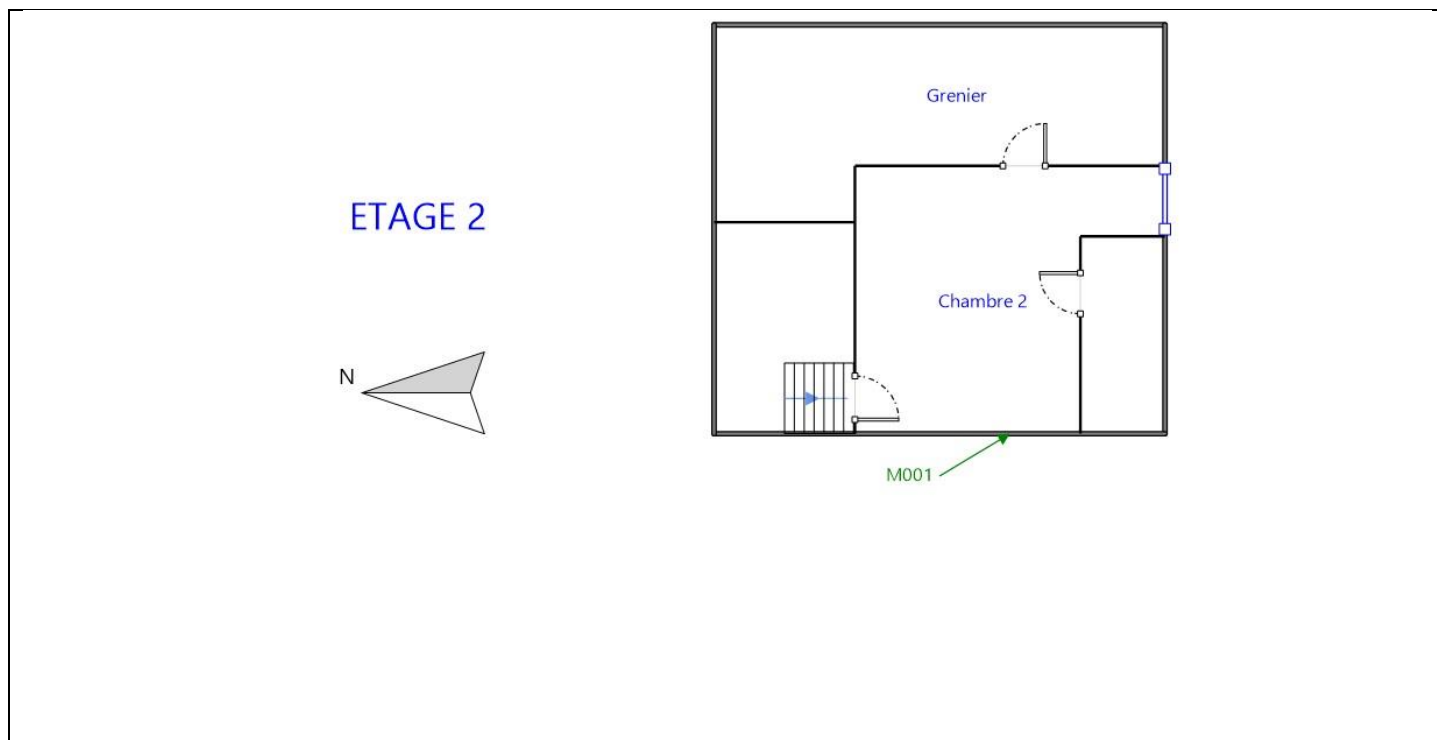 Grenier
ETAGE 2
Chambre 2
N
M001